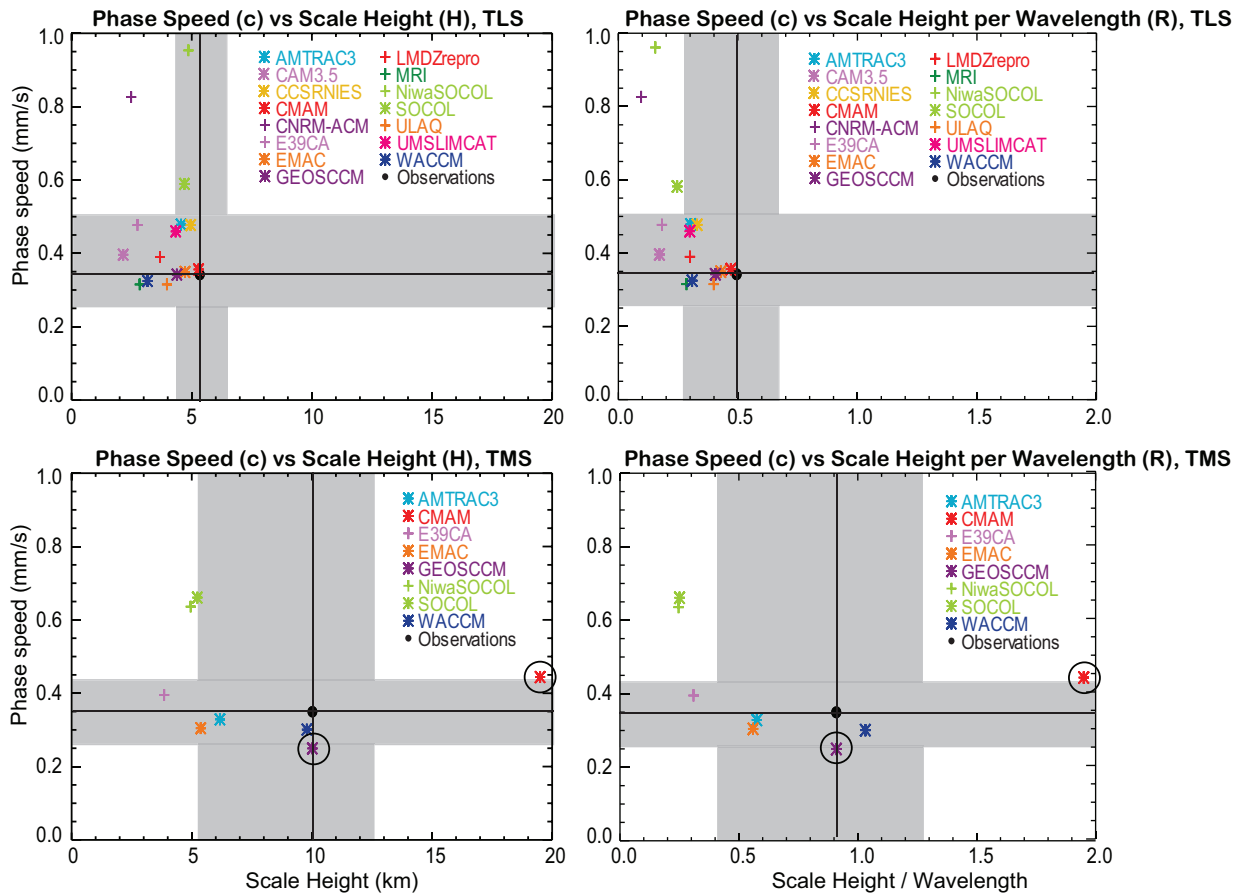 Phase Speed (c) vs Scale Height (H), TLS
Phase speed (mm/s)
1.0
0.8
0.6
0.4
0.2
0.0
AMTRAC3
CAM3.5
CCSRNIES
CMAM
CNRM-ACM
E39CA
EMAC
GEOSCCM
LMDZrepro
MRI
NiwaSOCOL
SOCOL
ULAQ
UMSLIMCAT
WACCM
Observations
0 5 10 15 20
Phase Speed (c) vs Scale Height per Wavelength (R), TLS
1.0
0.8
0.6
0.4
0.2
0.0
AMTRAC3
CAM3.5
CCSRNIES
CMAM
CNRM-ACM
E39CA
EMAC
GEOSCCM
LMDZrepro
MRI
NiwaSOCOL
SOCOL
ULAQ
UMSLIMCAT
WACCM
Observations
0.0 0.5 1.0 1.5 2.0
Phase Speed (c) vs Scale Height (H), TMS
Phase speed (mm/s)
1.0
0.8
0.6
0.4
0.2
0.0
AMTRAC3
CMAM
E39CA
EMAC
GEOSCCM
NiwaSOCOL
SOCOL
WACCM
Observations
0 5 10 15 20
Scale Height (km)
Phase Speed (c) vs Scale Height per Wavelength (R), TMS
1.0
0.8
0.6
0.4
0.2
0.0
AMTRAC3
CMAM
E39CA
EMAC
GEOSCCM
NiwaSOCOL
SOCOL
WACCM
Observations
0.0 0.5 1.0 1.5 2.0
Scale Height / Wavelength